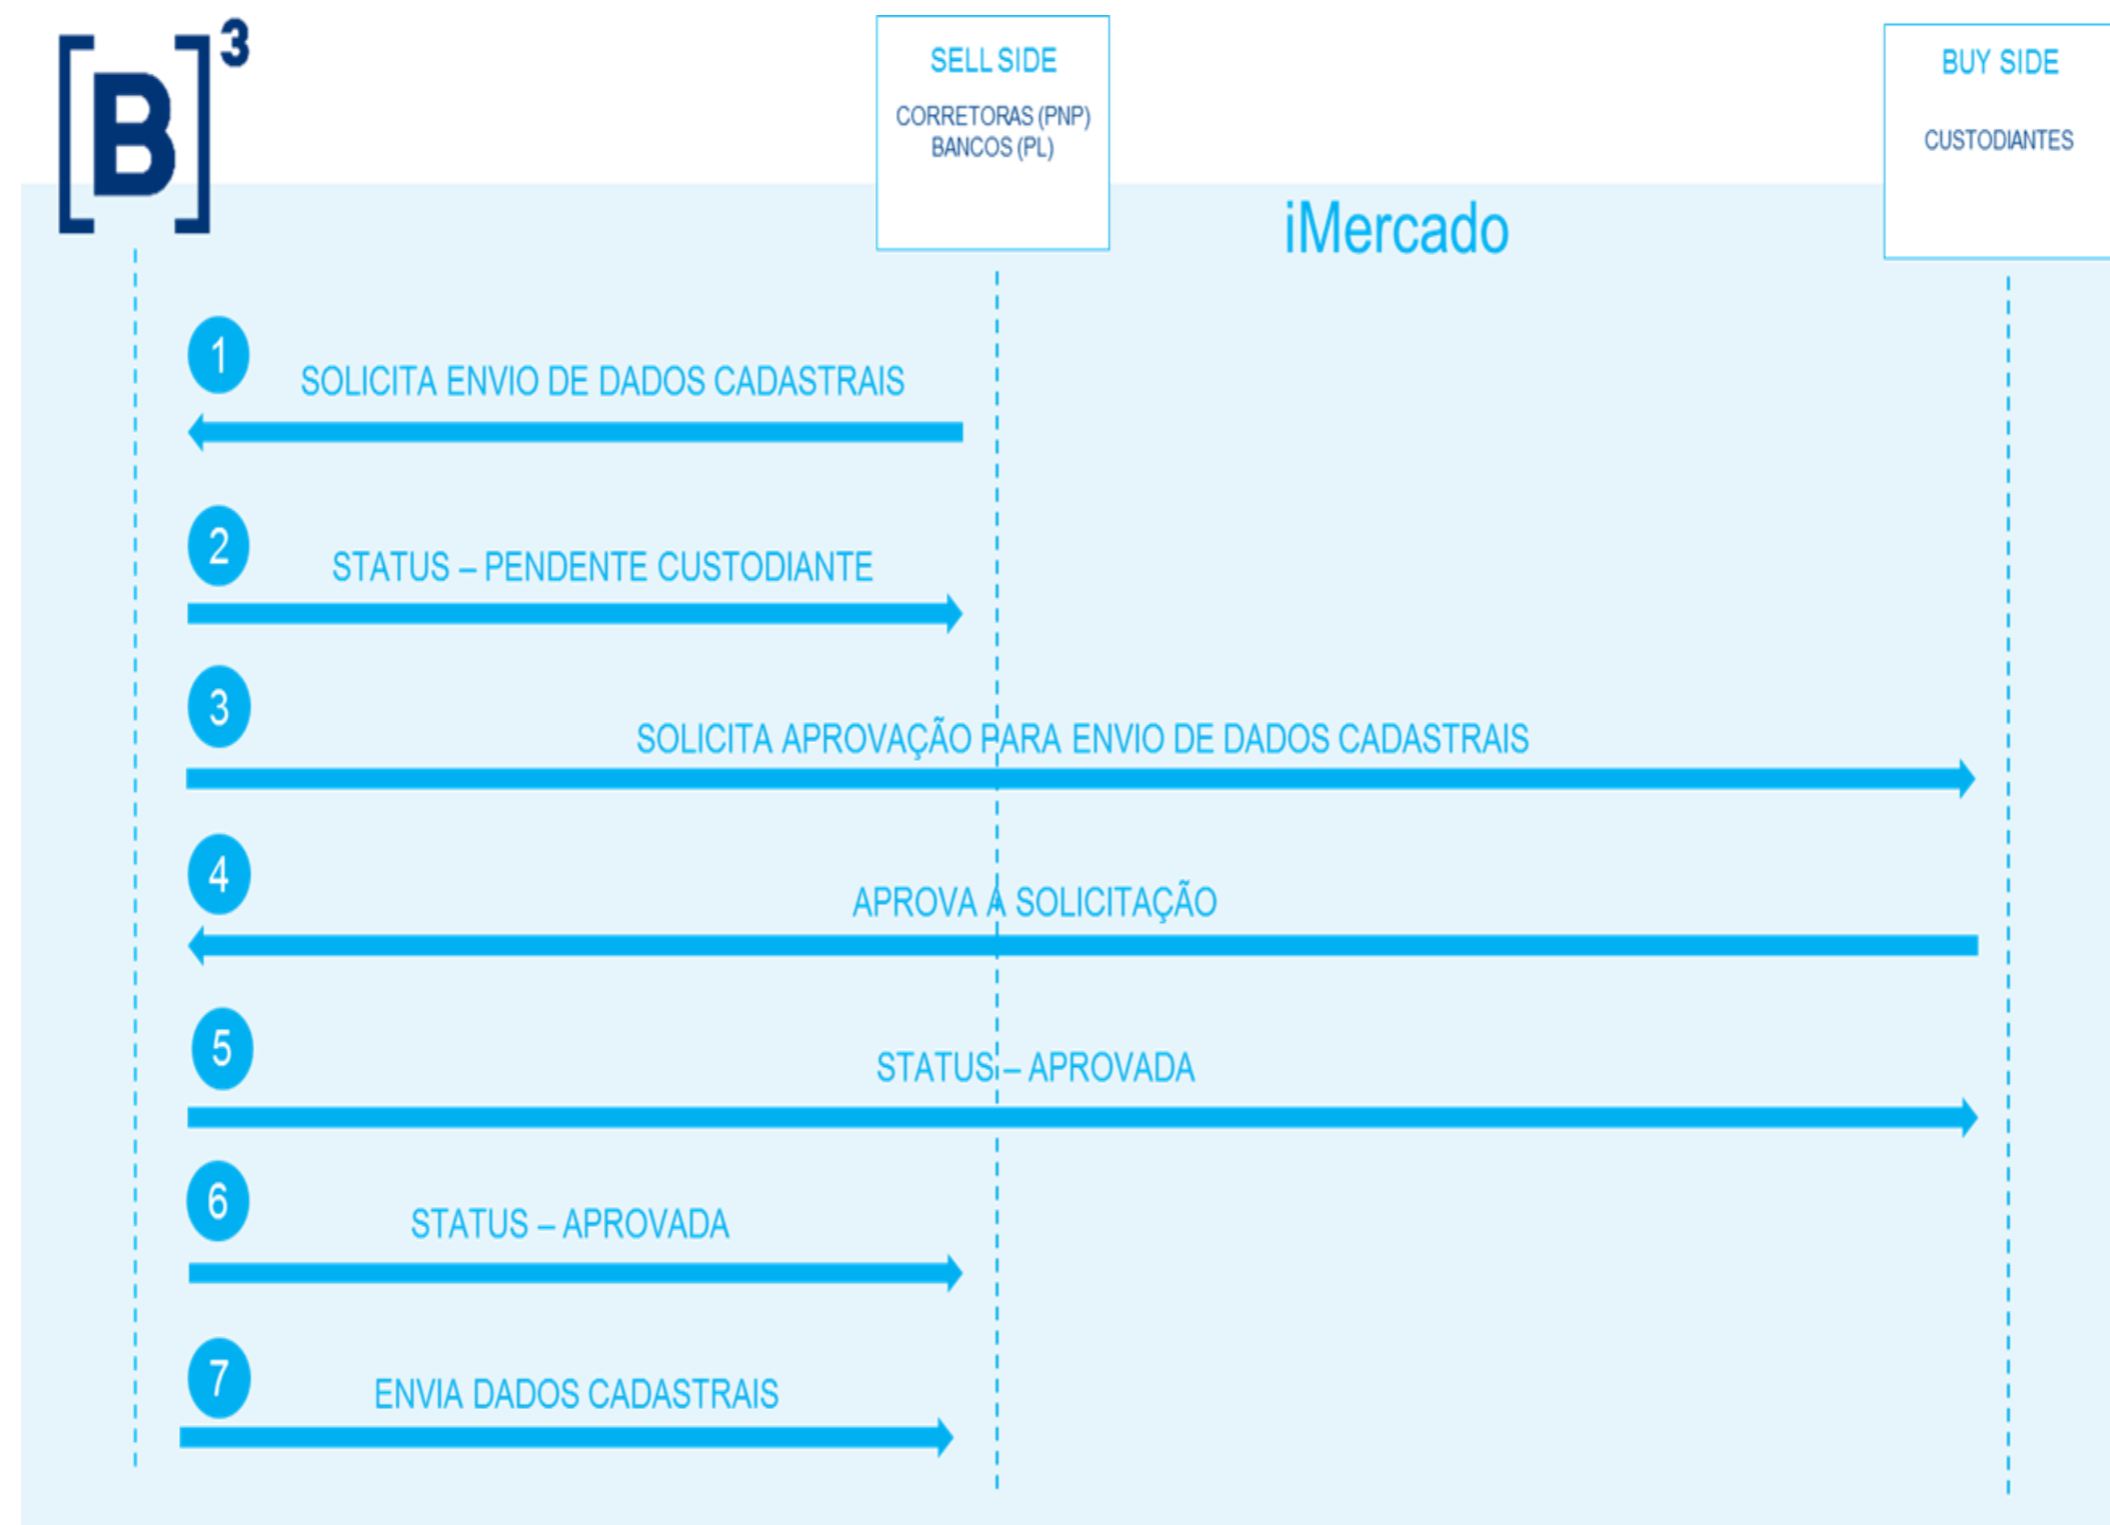 [B]³
SELL SIDE
CORRETORAS (PNP)
BANCOS (PL)
BUY SIDE
CUSTODIANTES
iMercado
1
SOLICITA ENVIO DE DADOS CADASTRAIS
2
STATUS – PENDENTE CUSTODIANTE
3
SOLICITA APROVAÇÃO PARA ENVIO DE DADOS CADASTRAIS
4
APROVA A SOLICITAÇÃO
5
STATUS – APROVADA
6
STATUS – APROVADA
7
ENVIA DADOS CADASTRAIS